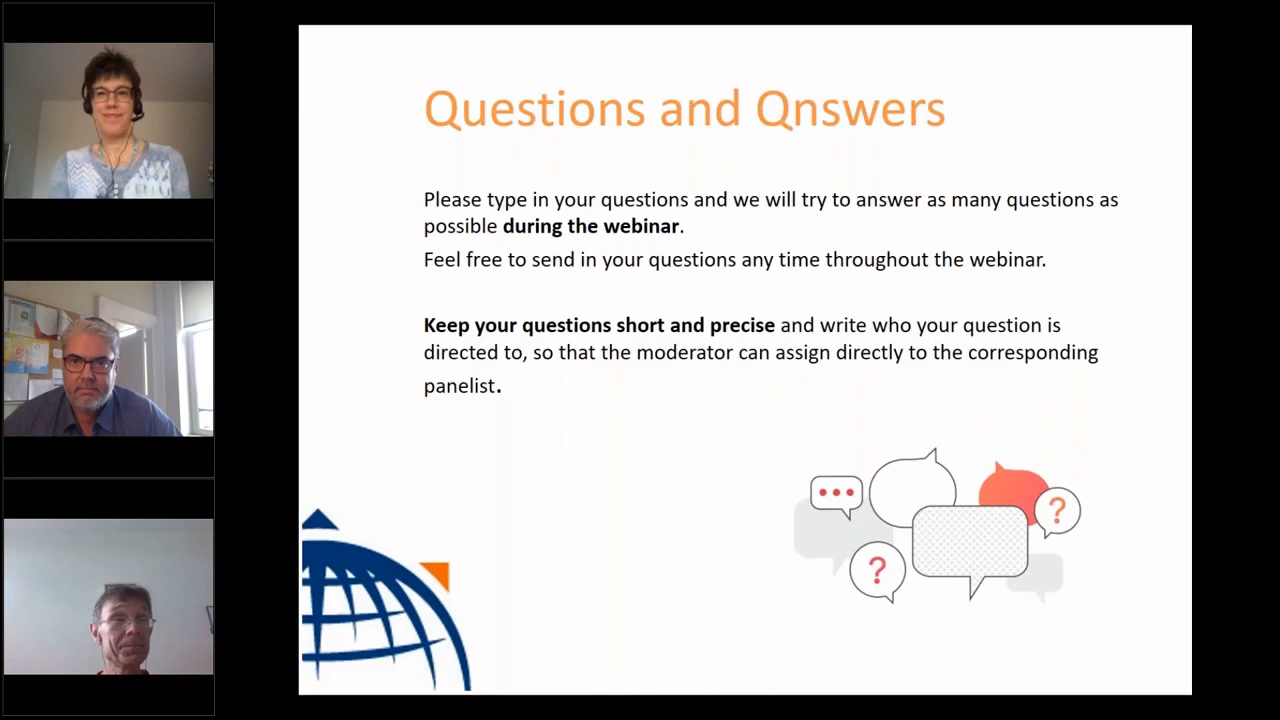 Questions and Qnswers
Please type in your questions and we will try to answer as many questions as
possible during the webinar.
Feel free to send in your questions any time throughout the webinar.
Keep your questions short and precise and write who your question is
directed to, so that the moderator can assign directly to the corresponding
panelist.
?
?